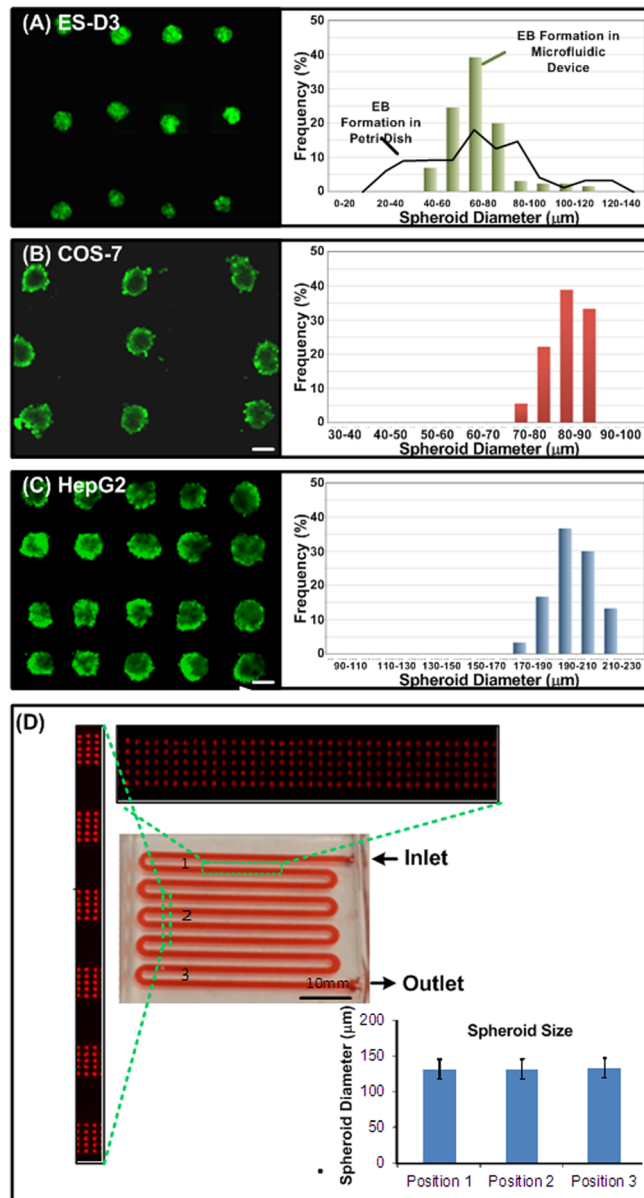 (A) ES-D3
Frequency (%)
50
40
30
20
10
0
EB Formation in
Microfluidic
Device
EB
Formation in
Petri Dish
0-20 20-40 40-60 60-80 80-100 100-120 120-140
Spheroid Diameter (μm)
(B) COS-7
Frequency (%)
50
40
30
20
10
0
30-40 40-50 50-60 60-70 70-80 80-90 90-100
Spheroid Diameter (μm)
(C) HepG2
Frequency (%)
50
40
30
20
10
0
90-110 110-130 130-150 150-170 170-190 190-210 210-230
Spheroid Diameter (μm)
(D)
1
2
3
Inlet
Outlet
10mm
Spheroid Size
Spheroid Diameter (μm)
200
150
100
50
0
Position 1 Position 2 Position 3